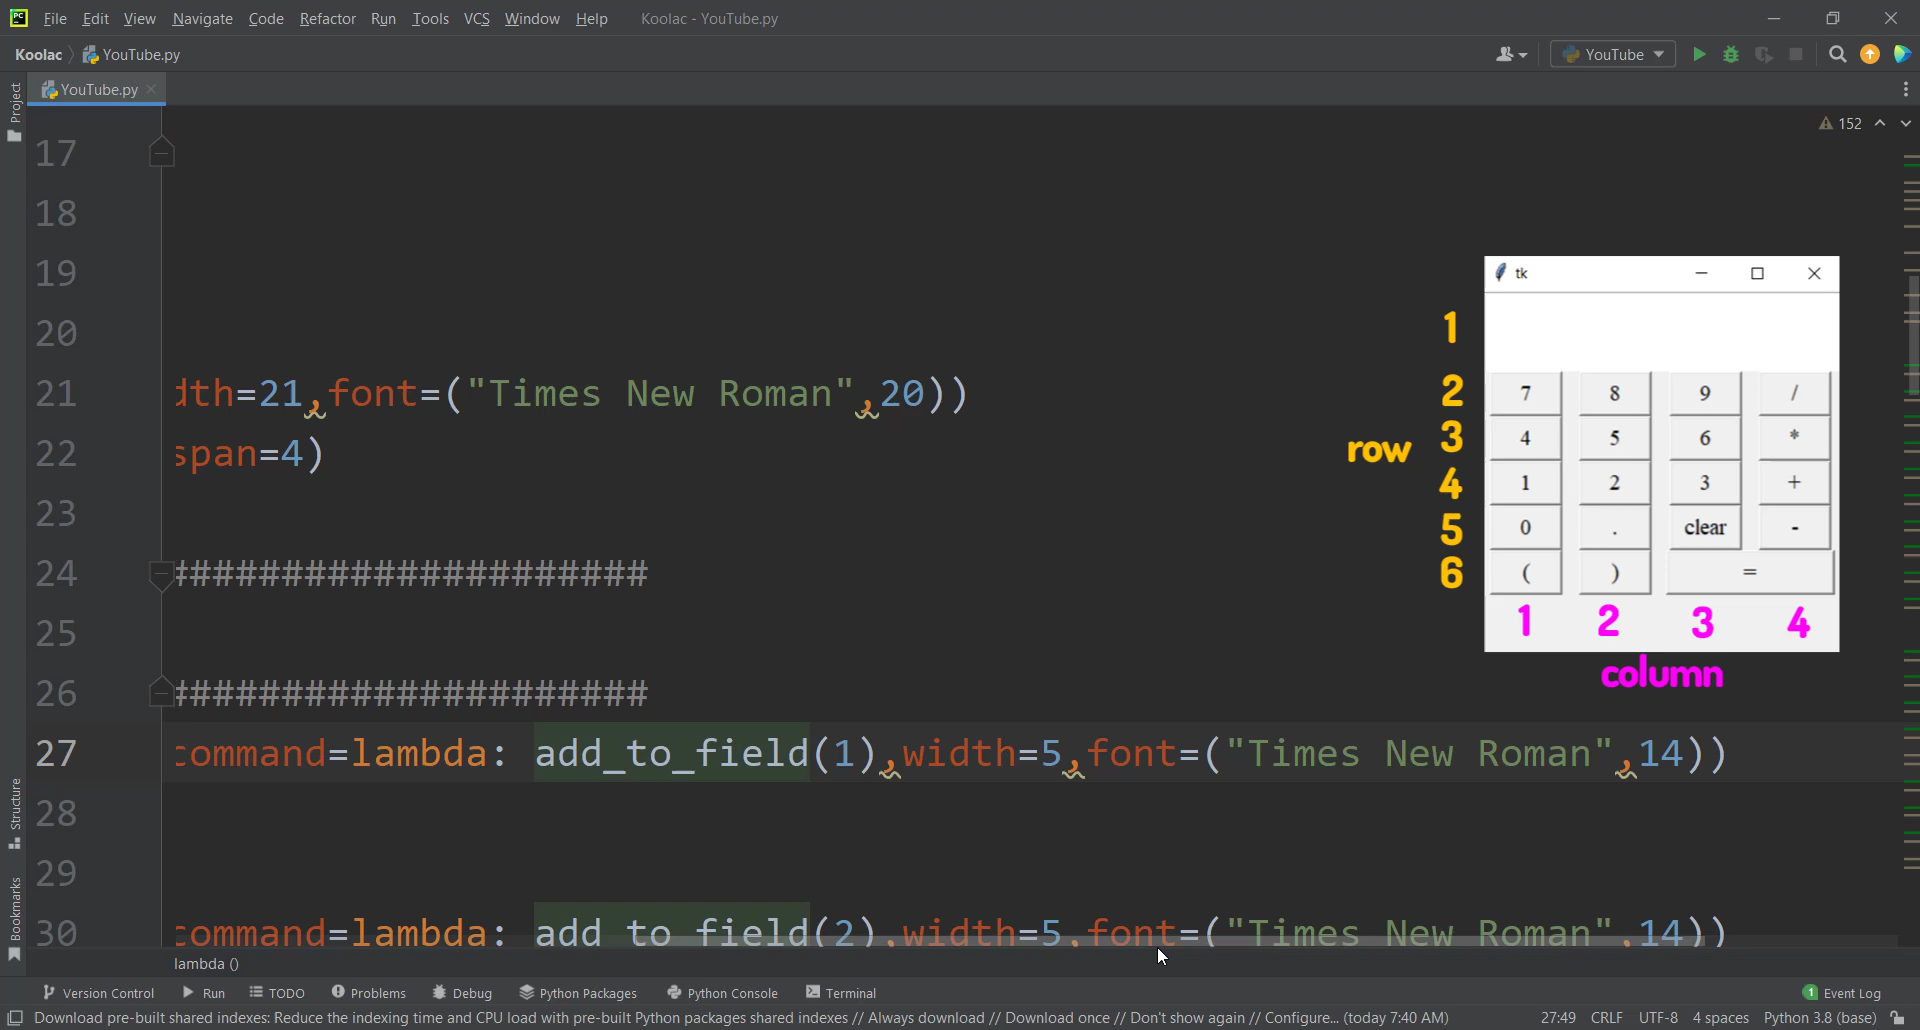 PC File Edit View Navigate Code Refactor Run Tools VCS Window Help Koolac - YouTube.py
Koolac YouTube.py YouTube
Project YouTube.py
152
17
18
19
20
21 dth=21,font=("Times New Roman",20))
22 span=4)
23
24 #####################
25
26 #####################
27 command=lambda: add_to_field(1),width=5,font=("Times New Roman",14))
28
29
30 command=lambda: add_to_field(2),width=5,font=("Times New Roman",14))
tk
1
2 7 8 9 /
row 3 4 5 6 *
4 1 2 3 +
5 0 . clear -
6 ( ) =
1 2 3 4
column
Structure
Bookmarks
lambda ()
Version Control Run TODO Problems Debug Python Packages Python Console Terminal 1 Event Log
Download pre-built shared indexes: Reduce the indexing time and CPU load with pre-built Python packages shared indexes // Always download // Download once // Don't show again // Configure... (today 7:40 AM) 27:49 CRLF UTF-8 4 spaces Python 3.8 (base)